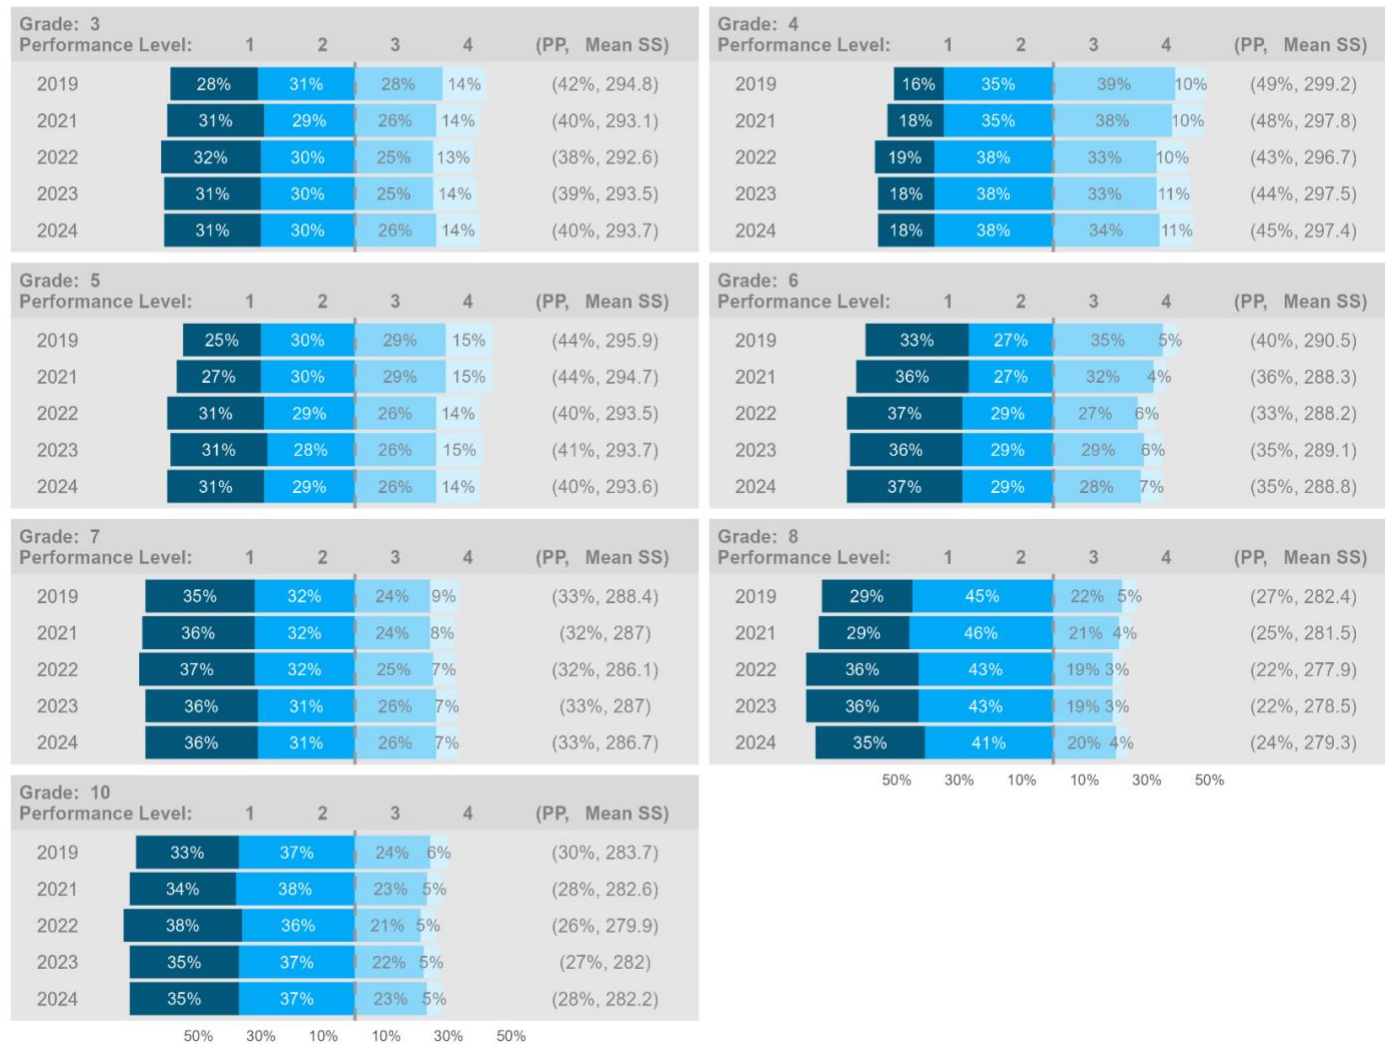 Grade: 3
Performance Level: 1 2 3 4 (PP, Mean SS)
2019 28% 31% 28% 14% (42%, 294.8)
2021 31% 29% 26% 14% (40%, 293.1)
2022 32% 30% 25% 13% (38%, 292.6)
2023 31% 30% 25% 14% (39%, 293.5)
2024 31% 30% 26% 14% (40%, 293.7)
Grade: 4
Performance Level: 1 2 3 4 (PP, Mean SS)
2019 16% 35% 39% 10% (49%, 299.2)
2021 18% 35% 38% 10% (48%, 297.8)
2022 19% 38% 33% 10% (43%, 296.7)
2023 18% 38% 33% 11% (44%, 297.5)
2024 18% 38% 34% 11% (45%, 297.4)
Grade: 5
Performance Level: 1 2 3 4 (PP, Mean SS)
2019 25% 30% 29% 15% (44%, 295.9)
2021 27% 30% 29% 15% (44%, 294.7)
2022 31% 29% 26% 14% (40%, 293.5)
2023 31% 28% 26% 15% (41%, 293.7)
2024 31% 29% 26% 14% (40%, 293.6)
Grade: 6
Performance Level: 1 2 3 4 (PP, Mean SS)
2019 33% 27% 35% 5% (40%, 290.5)
2021 36% 27% 32% 4% (36%, 288.3)
2022 37% 29% 27% 6% (33%, 288.2)
2023 36% 29% 29% 6% (35%, 289.1)
2024 37% 29% 28% 7% (35%, 288.8)
Grade: 7
Performance Level: 1 2 3 4 (PP, Mean SS)
2019 35% 32% 24% 9% (33%, 288.4)
2021 36% 32% 24% 8% (32%, 287)
2022 37% 32% 25% 7% (32%, 286.1)
2023 36% 31% 26% 7% (33%, 287)
2024 36% 31% 26% 7% (33%, 286.7)
Grade: 8
Performance Level: 1 2 3 4 (PP, Mean SS)
2019 29% 45% 22% 5% (27%, 282.4)
2021 29% 46% 21% 4% (25%, 281.5)
2022 36% 43% 19% 3% (22%, 277.9)
2023 36% 43% 19% 3% (22%, 278.5)
2024 35% 41% 20% 4% (24%, 279.3)
50% 30% 10% 10% 30% 50%
Grade: 10
Performance Level: 1 2 3 4 (PP, Mean SS)
2019 33% 37% 24% 6% (30%, 283.7)
2021 34% 38% 23% 5% (28%, 282.6)
2022 38% 36% 21% 5% (26%, 279.9)
2023 35% 37% 22% 5% (27%, 282)
2024 35% 37% 23% 5% (28%, 282.2)
50% 30% 10% 10% 30% 50%